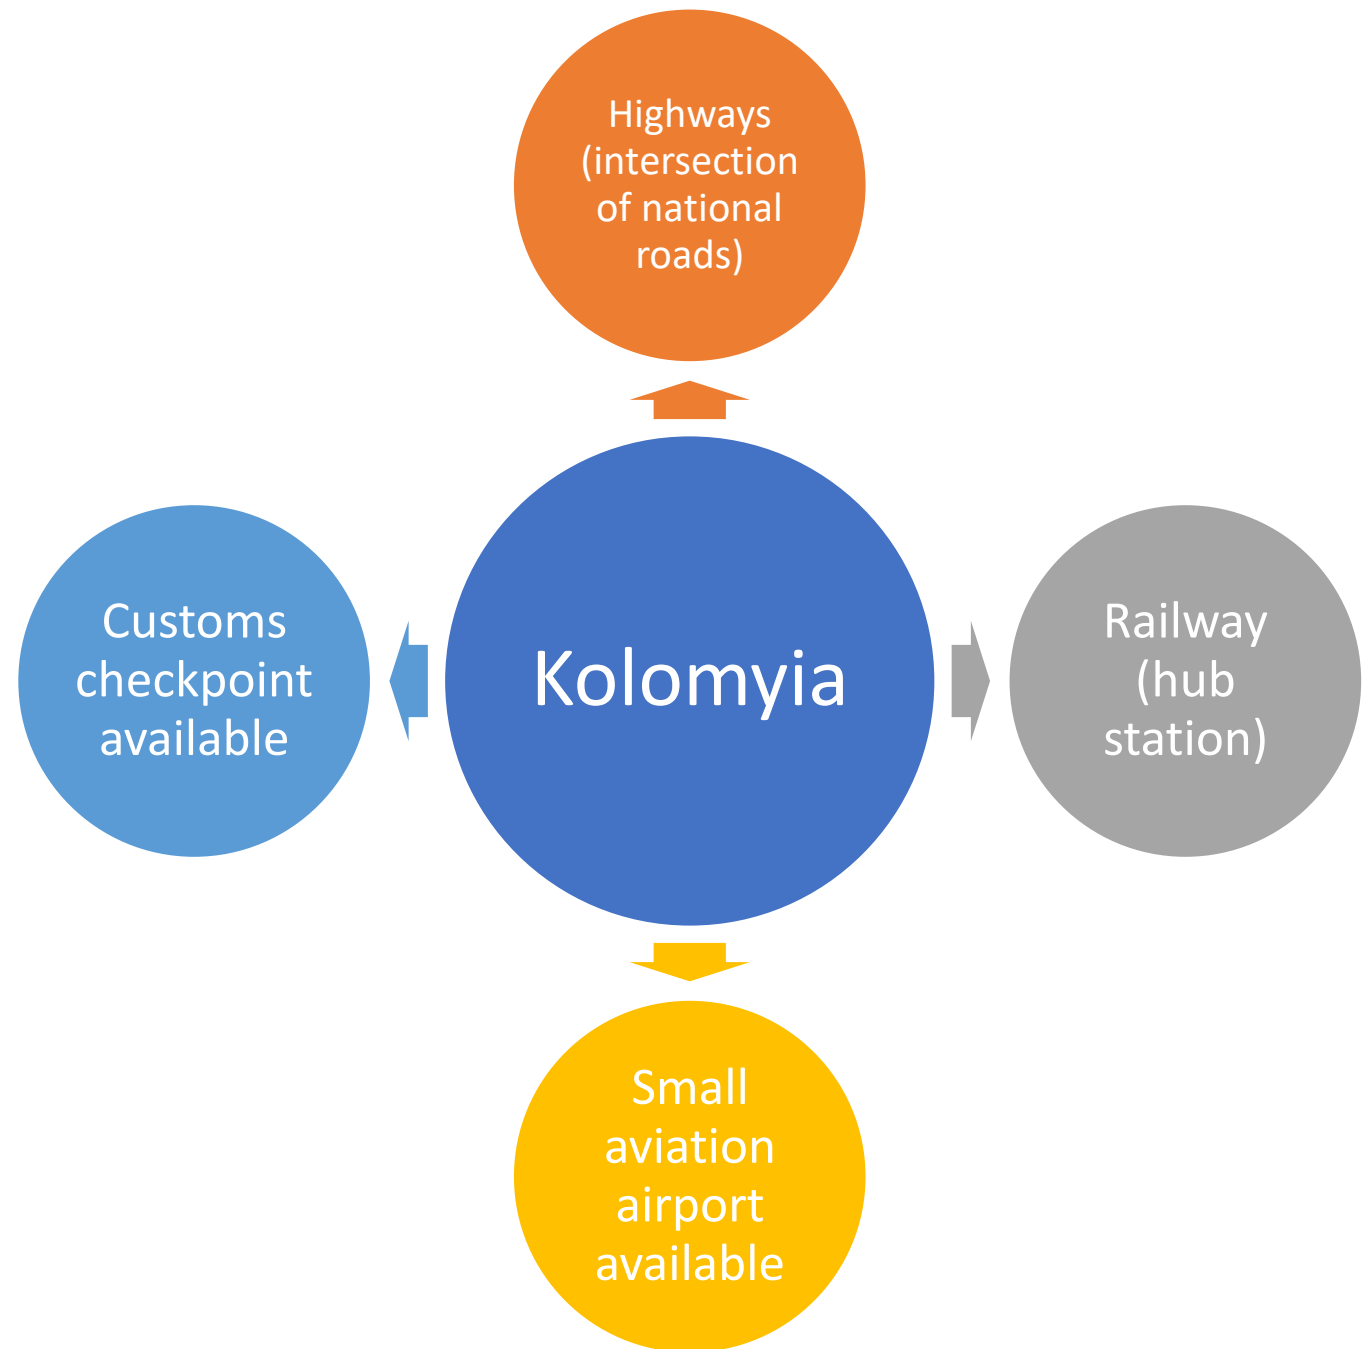 Highways
(intersection
of national
roads)
Customs
checkpoint
available
Kolomyia
Railway
(hub
station)
Small
aviation
airport
available